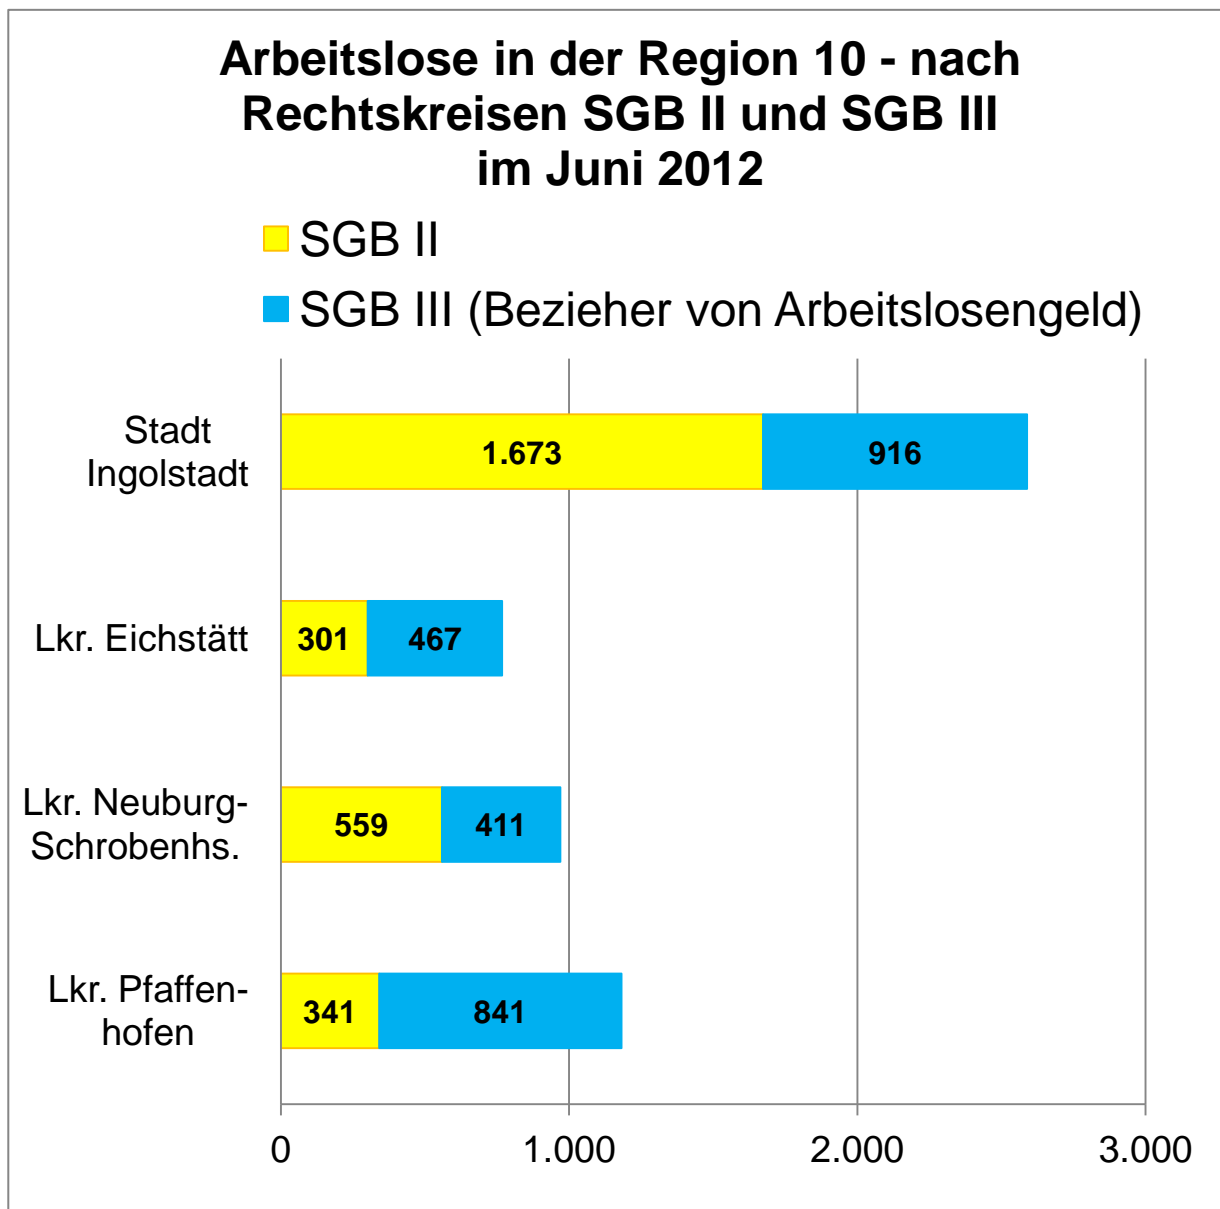 Arbeitslose in der Region 10 - nach
Rechtskreisen SGB II und SGB III
im Juni 2012
SGB II
SGB III (Bezieher von Arbeitslosengeld)
Stadt
Ingolstadt
1.673 916
Lkr. Eichstätt
301 467
Lkr. Neuburg-
Schrobenhs.
559 411
Lkr. Pfaffen-
hofen
341 841
0 1.000 2.000 3.000